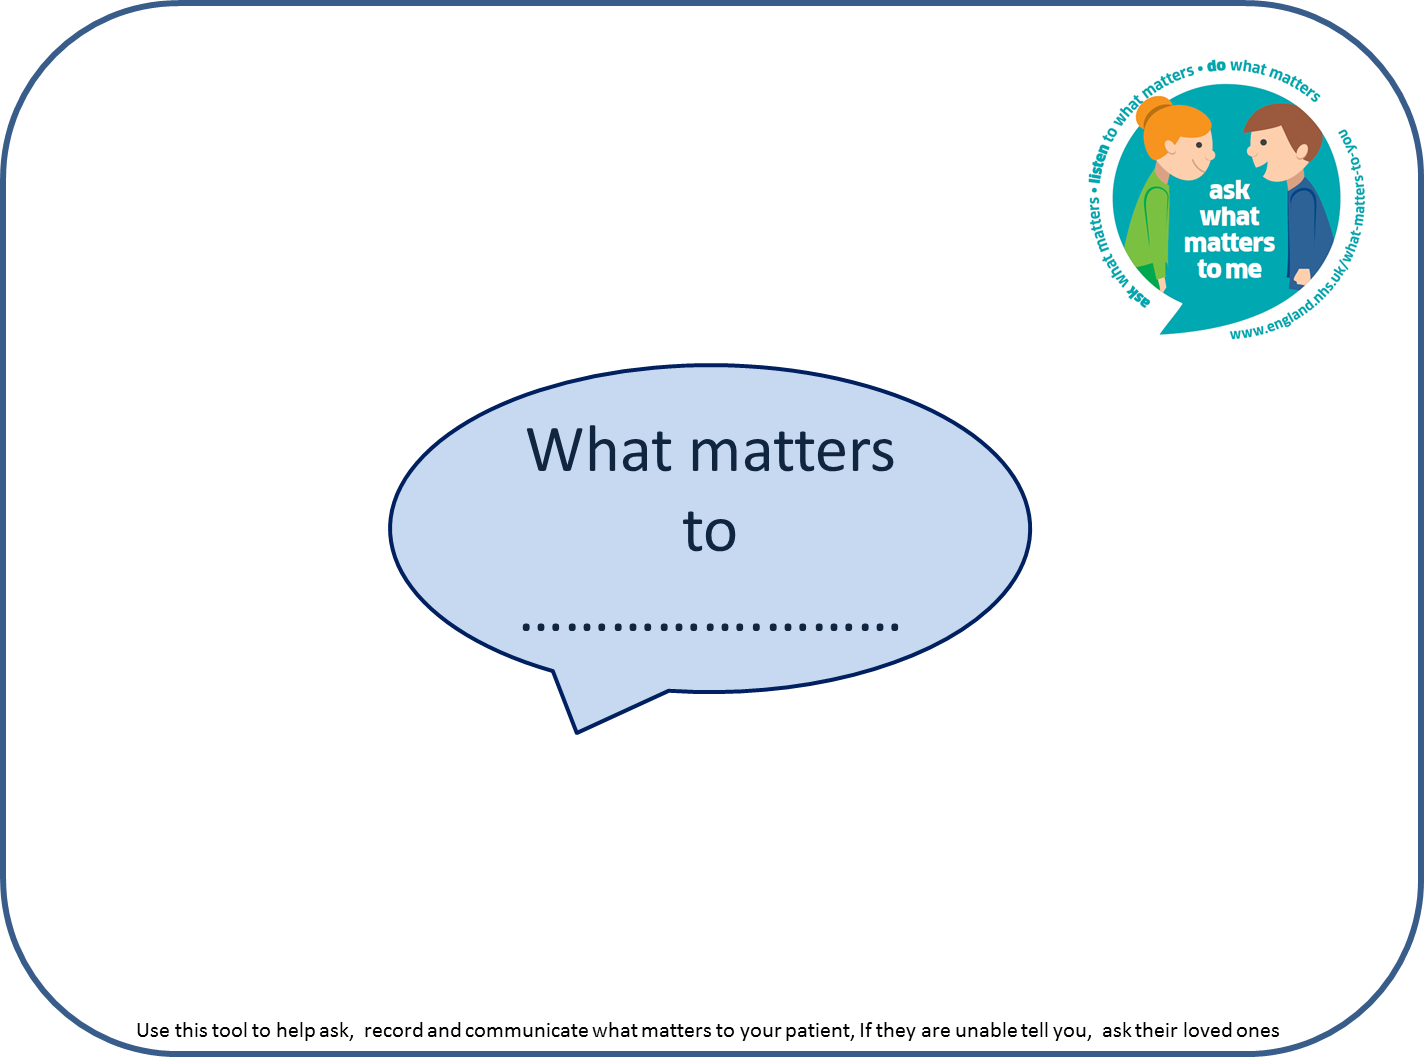 ask what matters • listen to what matters • do what matters
www.england.nhs.uk/what-matters-to-you
ask
what
matters
to me
What matters
to
.........................
Use this tool to help ask,  record and communicate what matters to your patient, If they are unable tell you,  ask their loved ones